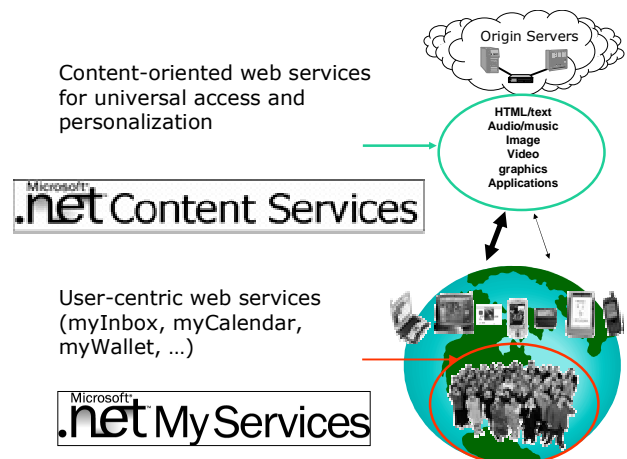 Origin Servers
Content-oriented web services
for universal access and
personalization
HTML/text
Audio/music
Image
Video
graphics
Applications
Microsoft®
.net Content Services
User-centric web services
(myInbox, myCalendar,
myWallet, …)
Microsoft®
.net™ My Services